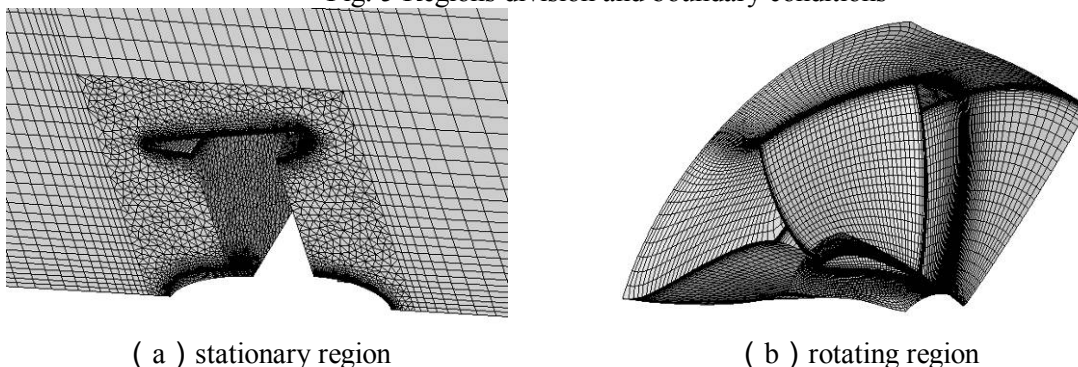 Fig. 3 Regions division and boundary conditions
( a ) stationary region
( b ) rotating region